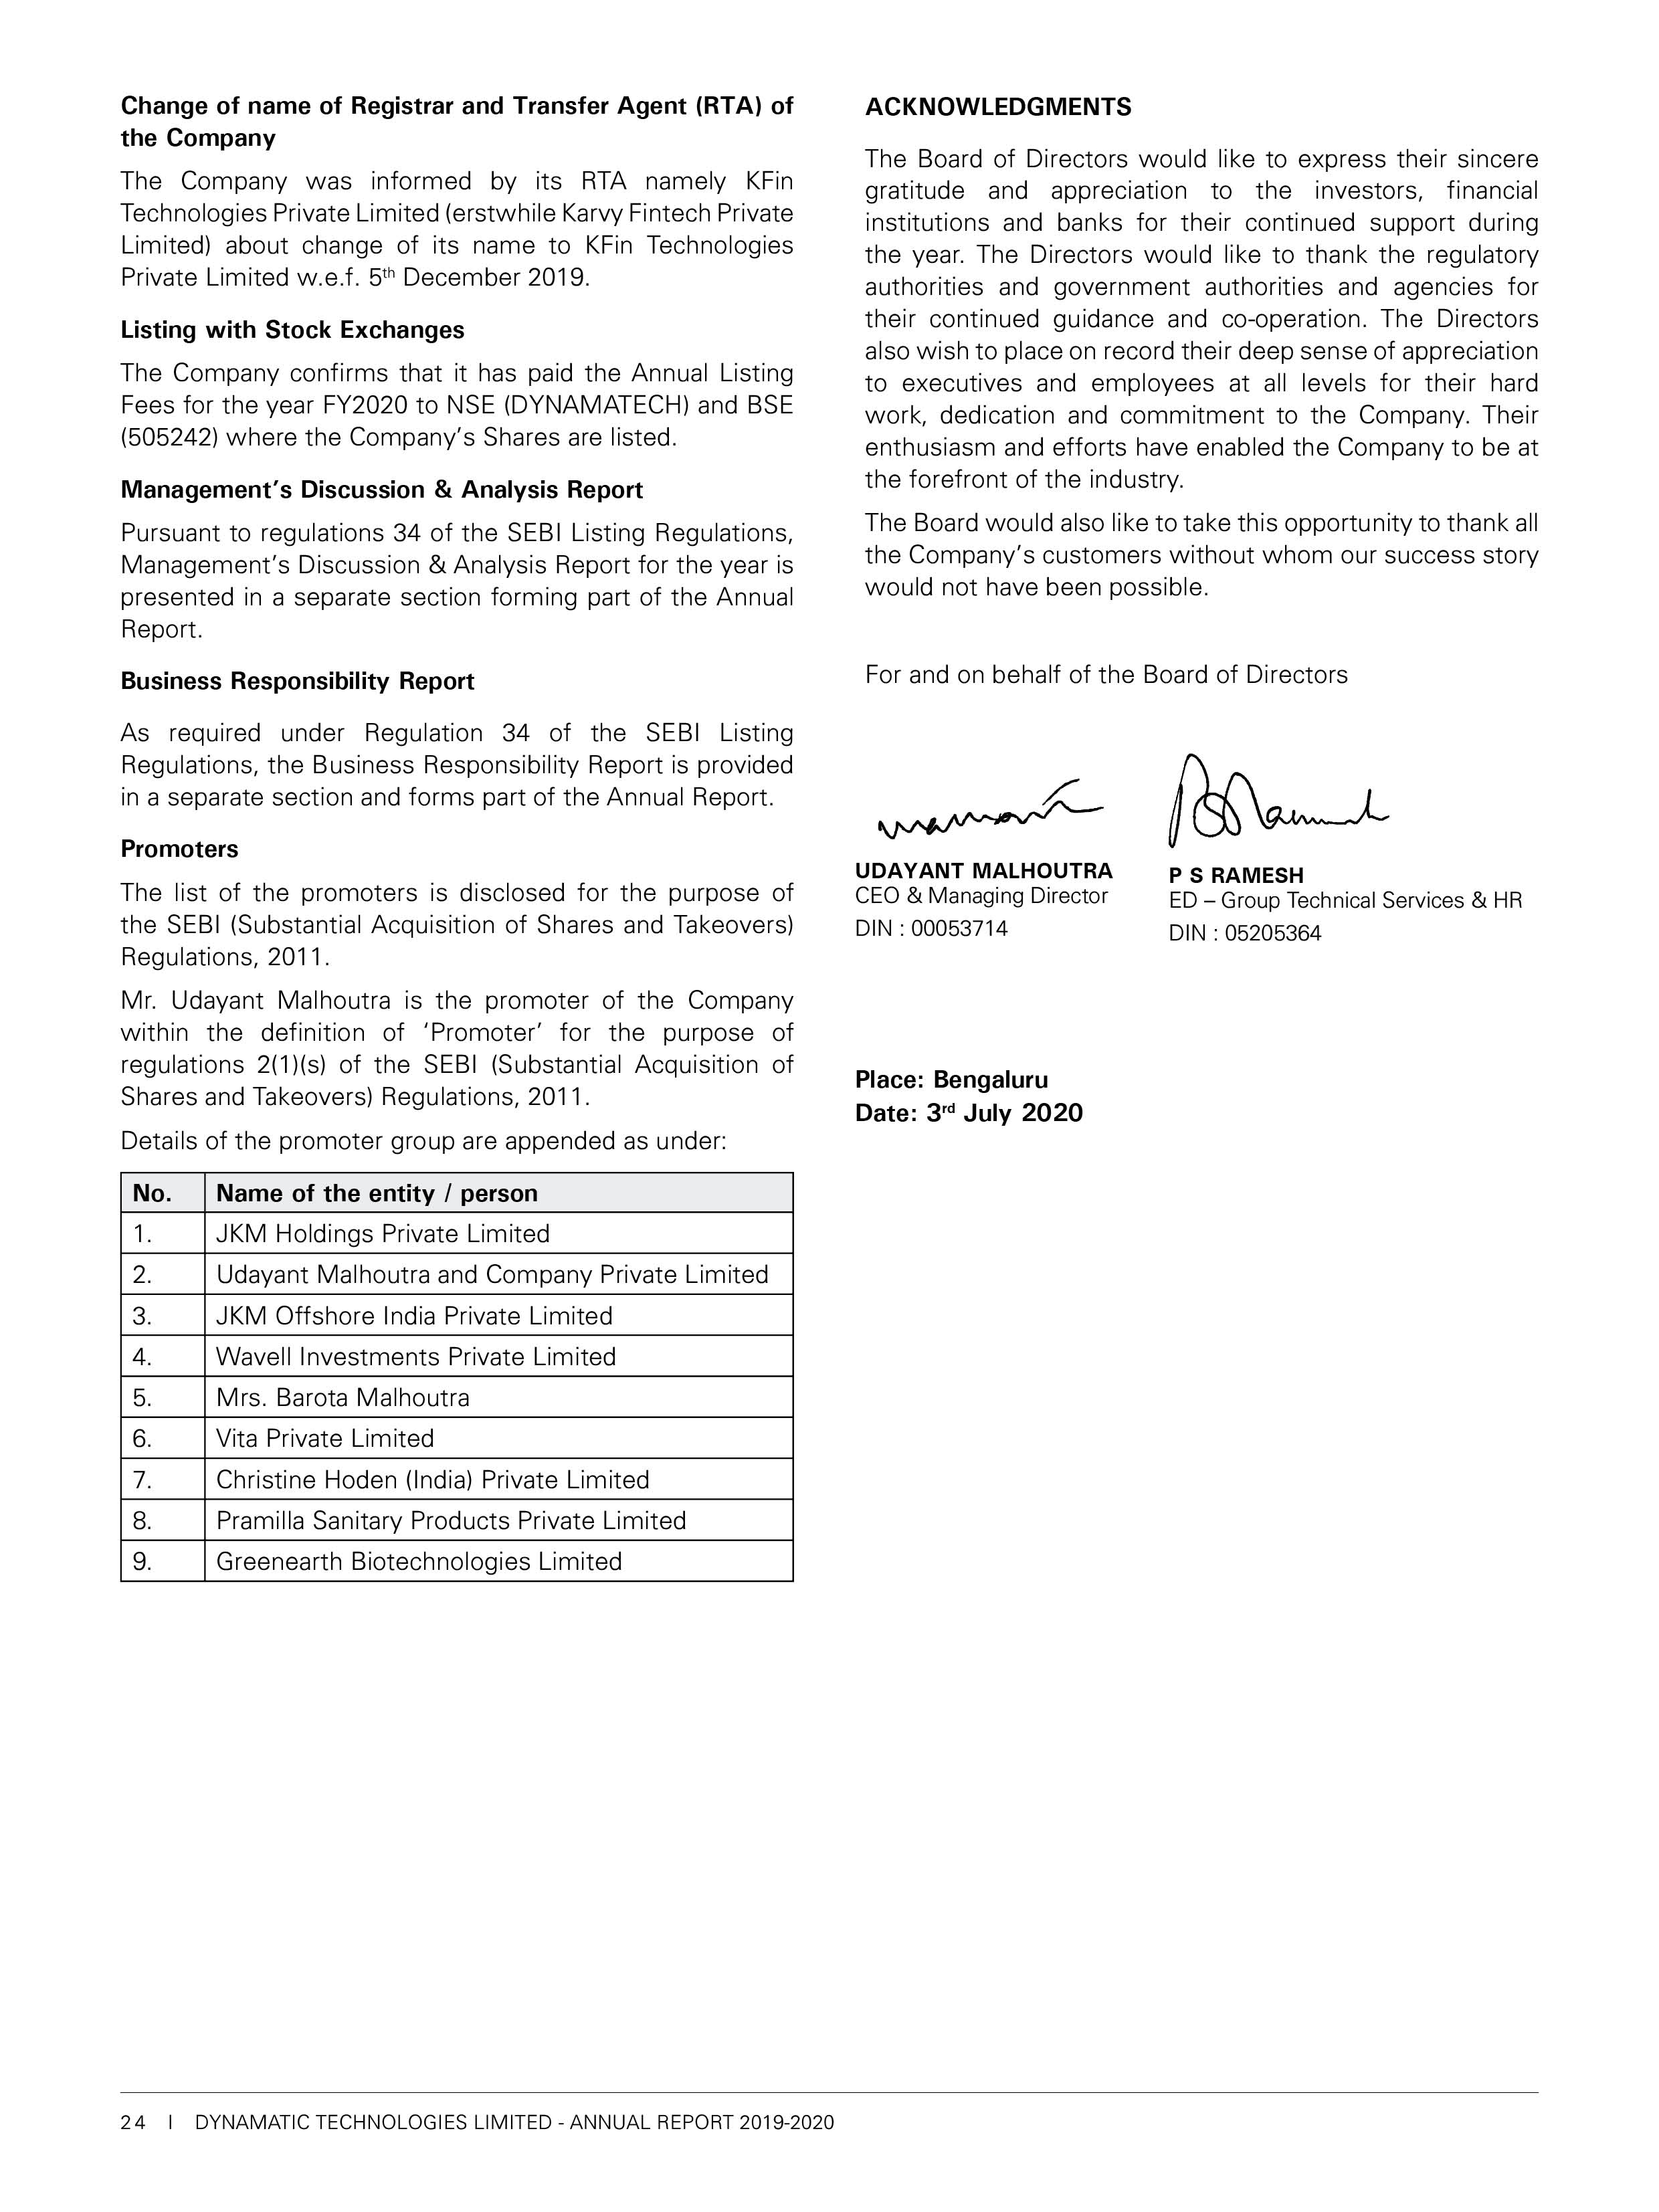 Change of name of Registrar and Transfer Agent (RTA) of
the Company
The Company was informed by its RTA namely KFin
Technologies Private Limited (erstwhile Karvy Fintech Private
Limited) about change of its name to KFin Technologies
Private Limited w.e.f. 5th December 2019.
Listing with Stock Exchanges
The Company confirms that it has paid the Annual Listing
Fees for the year FY2020 to NSE (DYNAMATECH) and BSE
(505242) where the Company’s Shares are listed.
Management’s Discussion & Analysis Report
Pursuant to regulations 34 of the SEBI Listing Regulations,
Management’s Discussion & Analysis Report for the year is
presented in a separate section forming part of the Annual
Report.
Business Responsibility Report
As required under Regulation 34 of the SEBI Listing
Regulations, the Business Responsibility Report is provided
in a separate section and forms part of the Annual Report.
Promoters
The list of the promoters is disclosed for the purpose of
the SEBI (Substantial Acquisition of Shares and Takeovers)
Regulations, 2011.
Mr. Udayant Malhoutra is the promoter of the Company
within the definition of ‘Promoter’ for the purpose of
regulations 2(1)(s) of the SEBI (Substantial Acquisition of
Shares and Takeovers) Regulations, 2011.
Details of the promoter group are appended as under:
No. Name of the entity / person
1. JKM Holdings Private Limited
2. Udayant Malhoutra and Company Private Limited
3. JKM Offshore India Private Limited
4. Wavell Investments Private Limited
5. Mrs. Barota Malhoutra
6. Vita Private Limited
7. Christine Hoden (India) Private Limited
8. Pramilla Sanitary Products Private Limited
9. Greenearth Biotechnologies Limited
ACKNOWLEDGMENTS
The Board of Directors would like to express their sincere
gratitude and appreciation to the investors, financial
institutions and banks for their continued support during
the year. The Directors would like to thank the regulatory
authorities and government authorities and agencies for
their continued guidance and co-operation. The Directors
also wish to place on record their deep sense of appreciation
to executives and employees at all levels for their hard
work, dedication and commitment to the Company. Their
enthusiasm and efforts have enabled the Company to be at
the forefront of the industry.
The Board would also like to take this opportunity to thank all
the Company’s customers without whom our success story
would not have been possible.
For and on behalf of the Board of Directors
UDAYANT MALHOUTRA
CEO & Managing Director
DIN : 00053714
P S RAMESH
ED – Group Technical Services & HR
DIN : 05205364
Place: Bengaluru
Date: 3rd July 2020
24 I DYNAMATIC TECHNOLOGIES LIMITED - ANNUAL REPORT 2019-2020